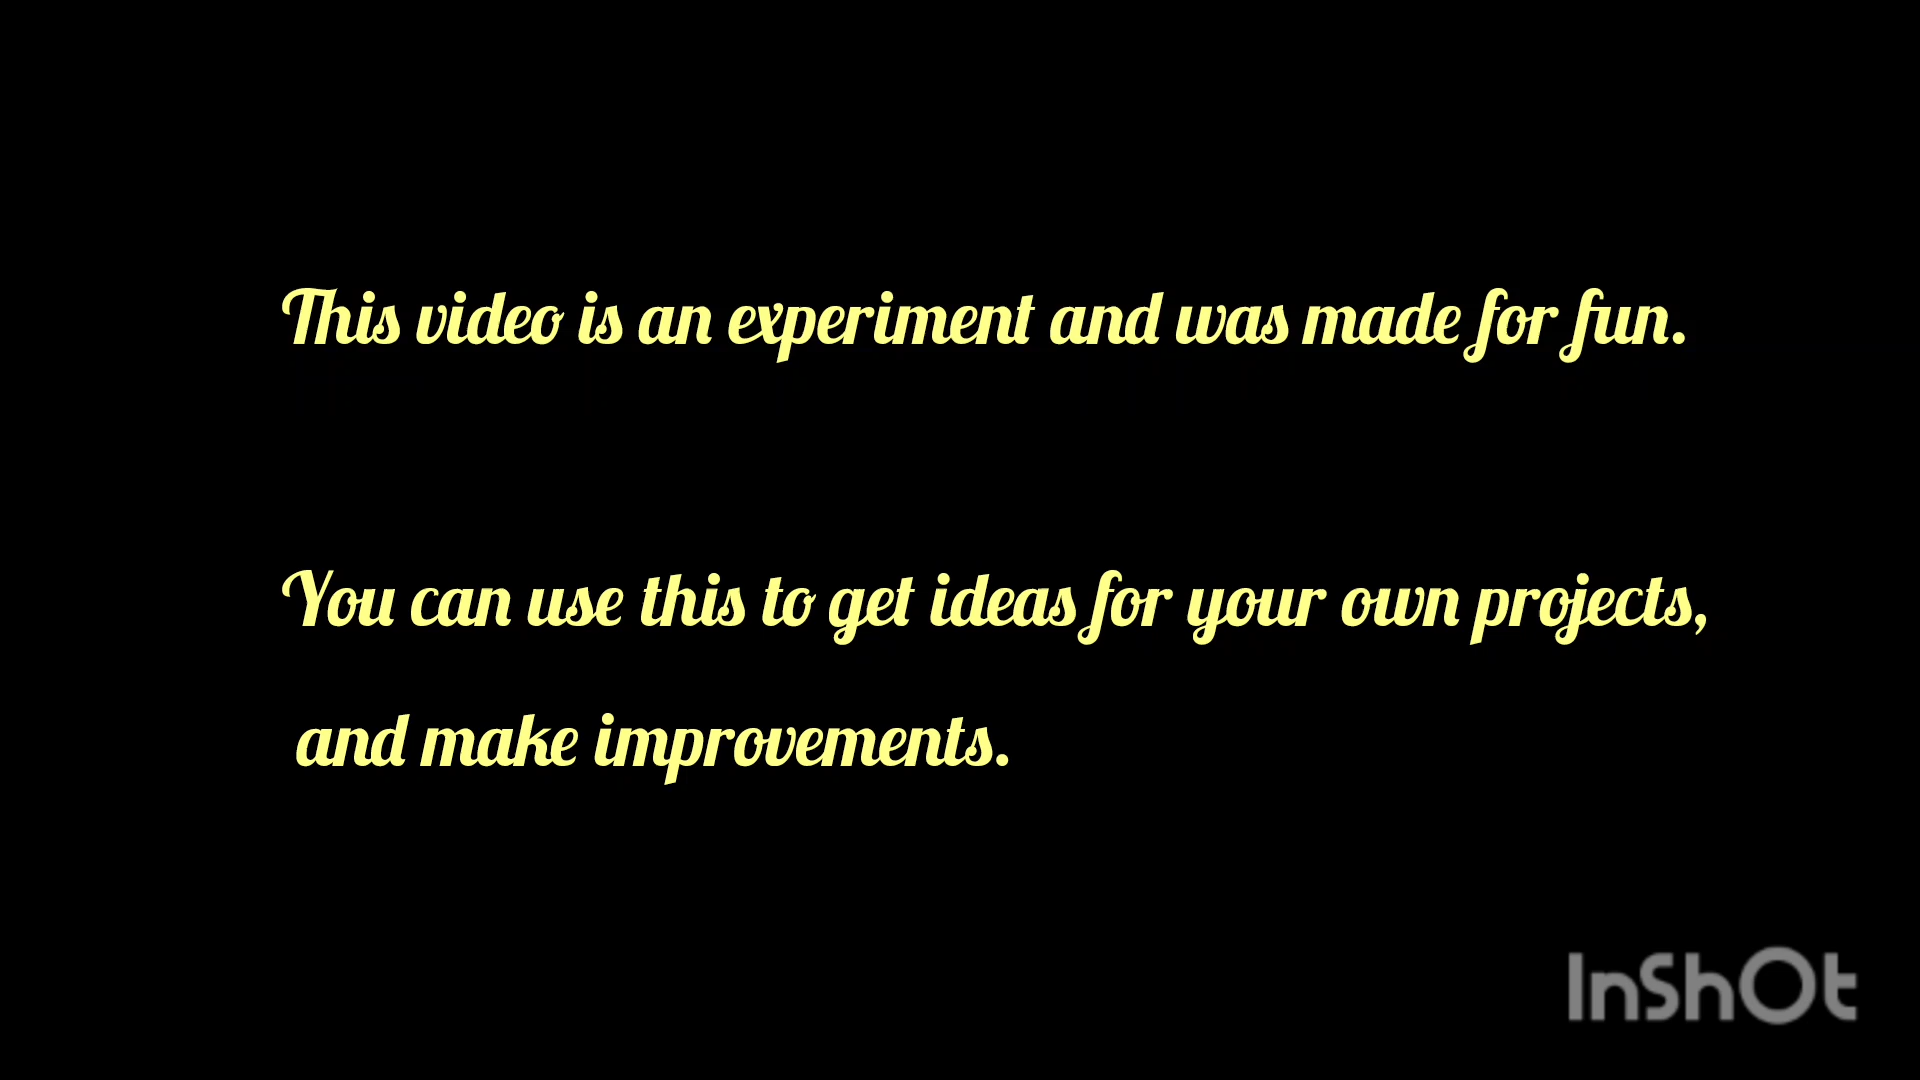 This video is an experiment and was made for fun.
You can use this to get ideas for your own projects,
and make improvements.
InShOt